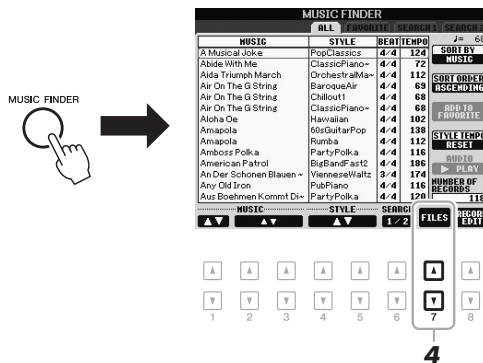 MUSIC FINDER
MUSIC FINDER
ALL FAVORITE SEARCH 1 SEARCH 2
MUSIC STYLE BEAT TEMPO
A Musical Joke PopClassics 4/4 124
Abide With Me ClassicPiano~ 4/4 72
Aida Triumph March OrchestralMa~ 4/4 112
Air On The G String BaroqueAir 4/4 69
Air On The G String Chillout1 4/4 68
Air On The G String ClassicPiano~ 4/4 68
Aloha Oe Hawaiian 4/4 102
Amapola 60sGuitarPop 4/4 138
Amapola Rumba 4/4 112
Amboss Polka PartyPolka 4/4 116
American Patrol BigBandFast2 4/4 186
An Der Schonen Blauen ~ VienneseWaltz 3/4 174
Any Old Iron PubPiano 4/4 116
Aus Boehmen Kommt Di~ PartyPolka 4/4 120
♩= 68
SORT BY
MUSIC
SORT ORDER
ASCENDING
ADD TO
FAVORITE
STYLE TEMPO
RESET
AUDIO
▶ PLAY
NUMBER OF
RECORDS
MUSIC STYLE
▲▼ ▲▼ ▲▼ 1/2 FILES
EDIT
1 2 3 4 5 6 7 8
4